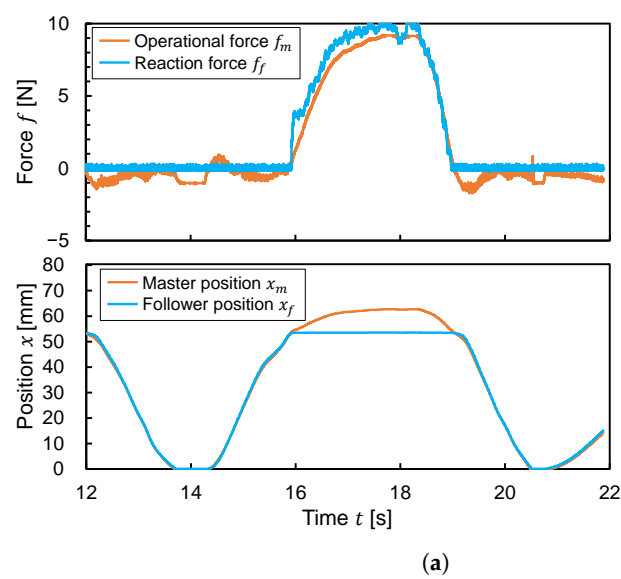 10
Operational force f_m
Reaction force f_f
5
0
−5
Force f [N]
80
Master position x_m
70
Follower position x_f
60
50
40
30
20
10
0
Position x [mm]
12 14 16 18 20 22
Time t [s]
(a)